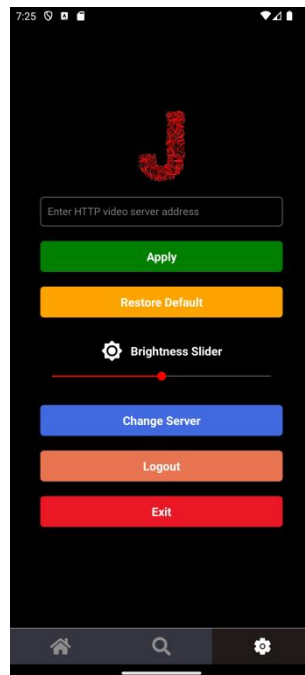 7:25
J
Enter HTTP video server address
Apply
Restore Default
Brightness Slider
Change Server
Logout
Exit